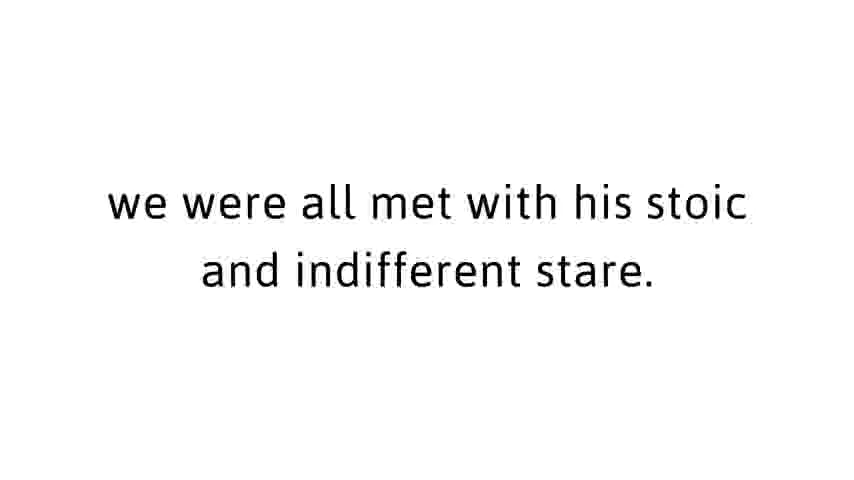 we were all met with his stoic
and indifferent stare.